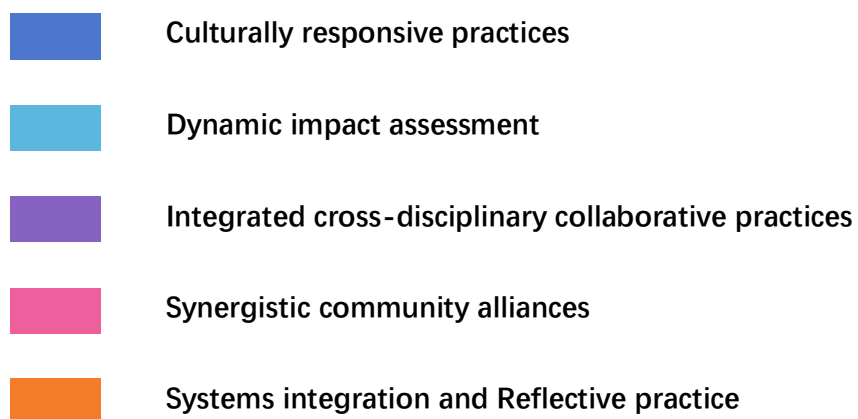 Culturally responsive practices
Dynamic impact assessment
Integrated cross-disciplinary collaborative practices
Synergistic community alliances
Systems integration and Reflective practice